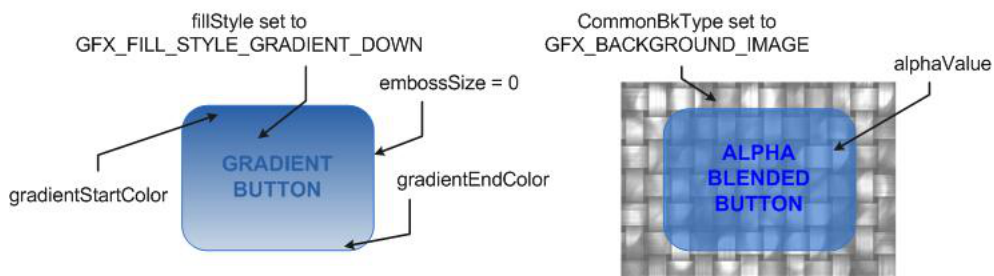 fillStyle set to
GFX_FILL_STYLE_GRADIENT_DOWN
embossSize = 0
GRADIENT
BUTTON
gradientStartColor
gradientEndColor
CommonBkType set to
GFX_BACKGROUND_IMAGE
alphaValue
ALPHA
BLENDED
BUTTON